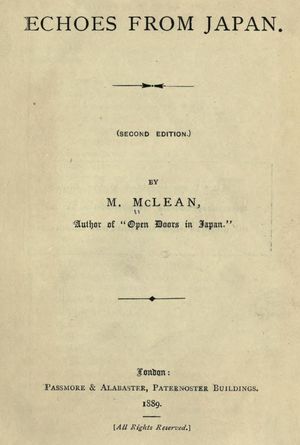 ECHOES FROM JAPAN.
(SECOND EDITION.)
BY
M. McLEAN,
Author of "Open Doors in Japan."
London:
PASSMORE & ALABASTER, PATERNOSTER BUILDINGS.
1889.
[All Rights Reserved.]